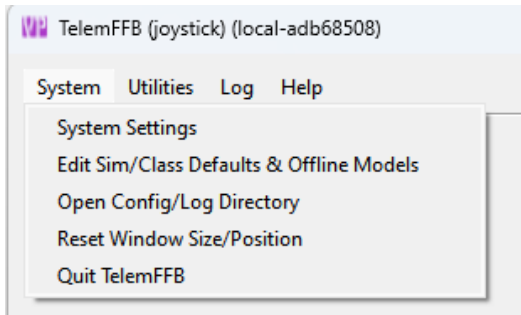 VP TelemFFB (joystick) (local-adb68508)
System Utilities Log Help
System Settings
Edit Sim/Class Defaults & Offline Models
Open Config/Log Directory
Reset Window Size/Position
Quit TelemFFB